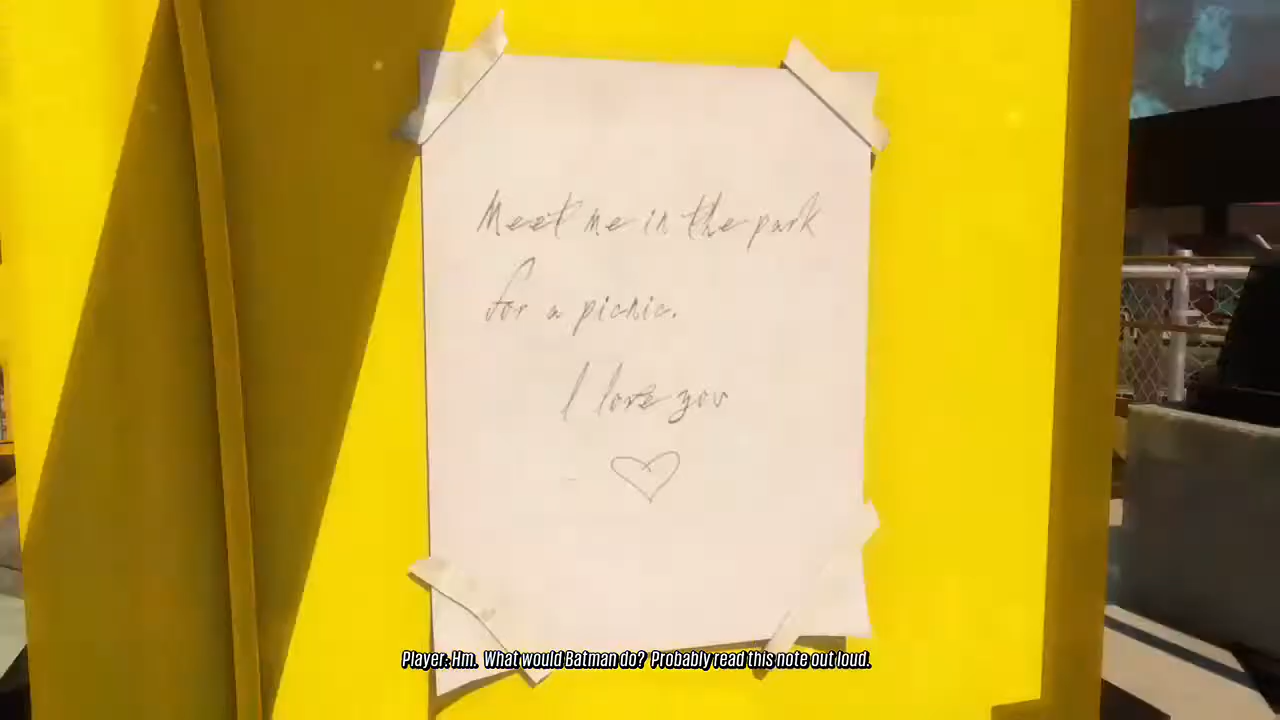 Meet me in the park
for a picnic.
I love you
Player: Hm. What would Batman do? Probably read this note out loud.